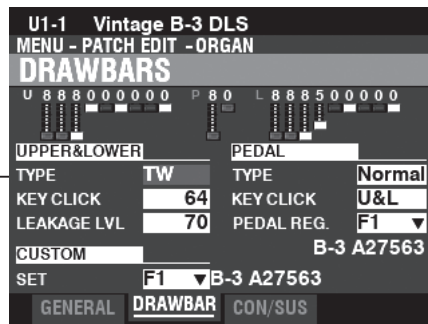 U1-1 Vintage B-3 DLS
MENU - PATCH EDIT - ORGAN
DRAWBARS
U 8 8 8 0 0 0 0 0 0 P 8 0 L 8 8 8 5 0 0 0 0 0
UPPER&LOWER PEDAL
TYPE TW TYPE Normal
KEY CLICK 64 KEY CLICK U&L
LEAKAGE LVL 70 PEDAL REG. F1 ▼
B-3 A27563
CUSTOM
SET F1 ▼ B-3 A27563
GENERAL DRAWBAR CON/SUS